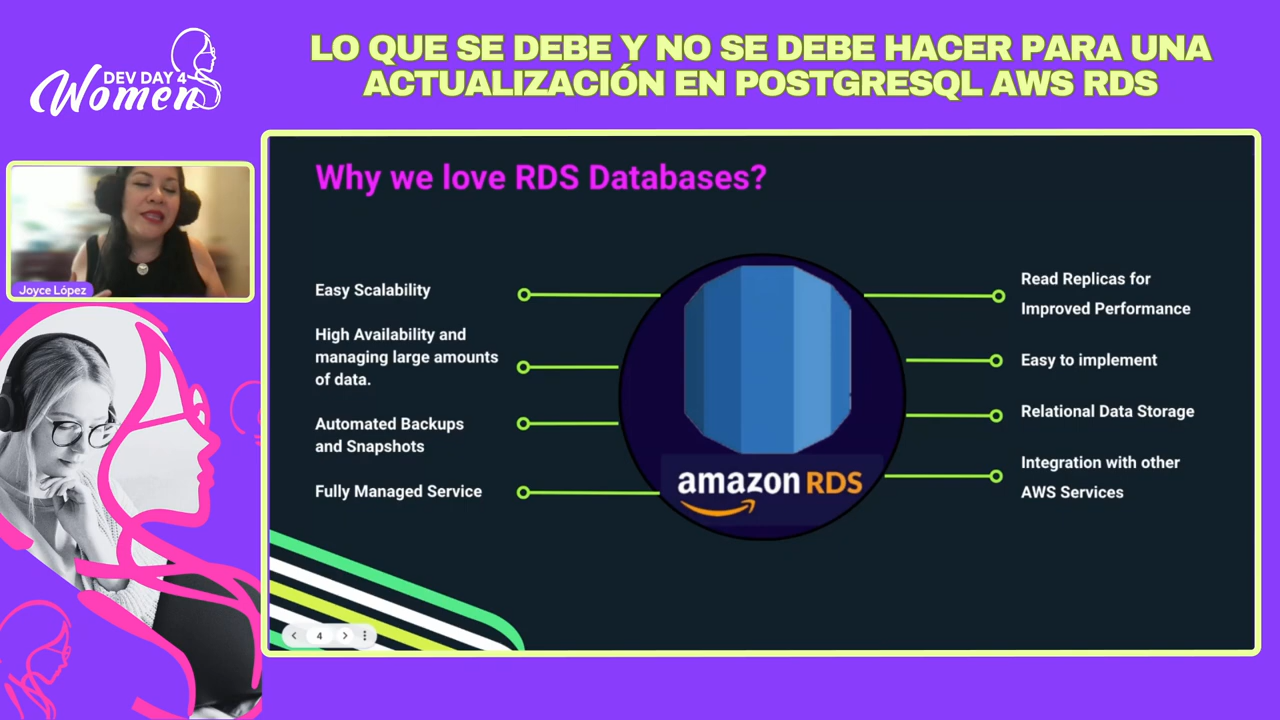 DEV DAY 4
Women
LO QUE SE DEBE Y NO SE DEBE HACER PARA UNA
ACTUALIZACIÓN EN POSTGRESQL AWS RDS
Joyce López
Why we love RDS Databases?
Easy Scalability
High Availability and
managing large amounts
of data.
Automated Backups
and Snapshots
Fully Managed Service
amazon RDS
Read Replicas for
Improved Performance
Easy to implement
Relational Data Storage
Integration with other
AWS Services
4